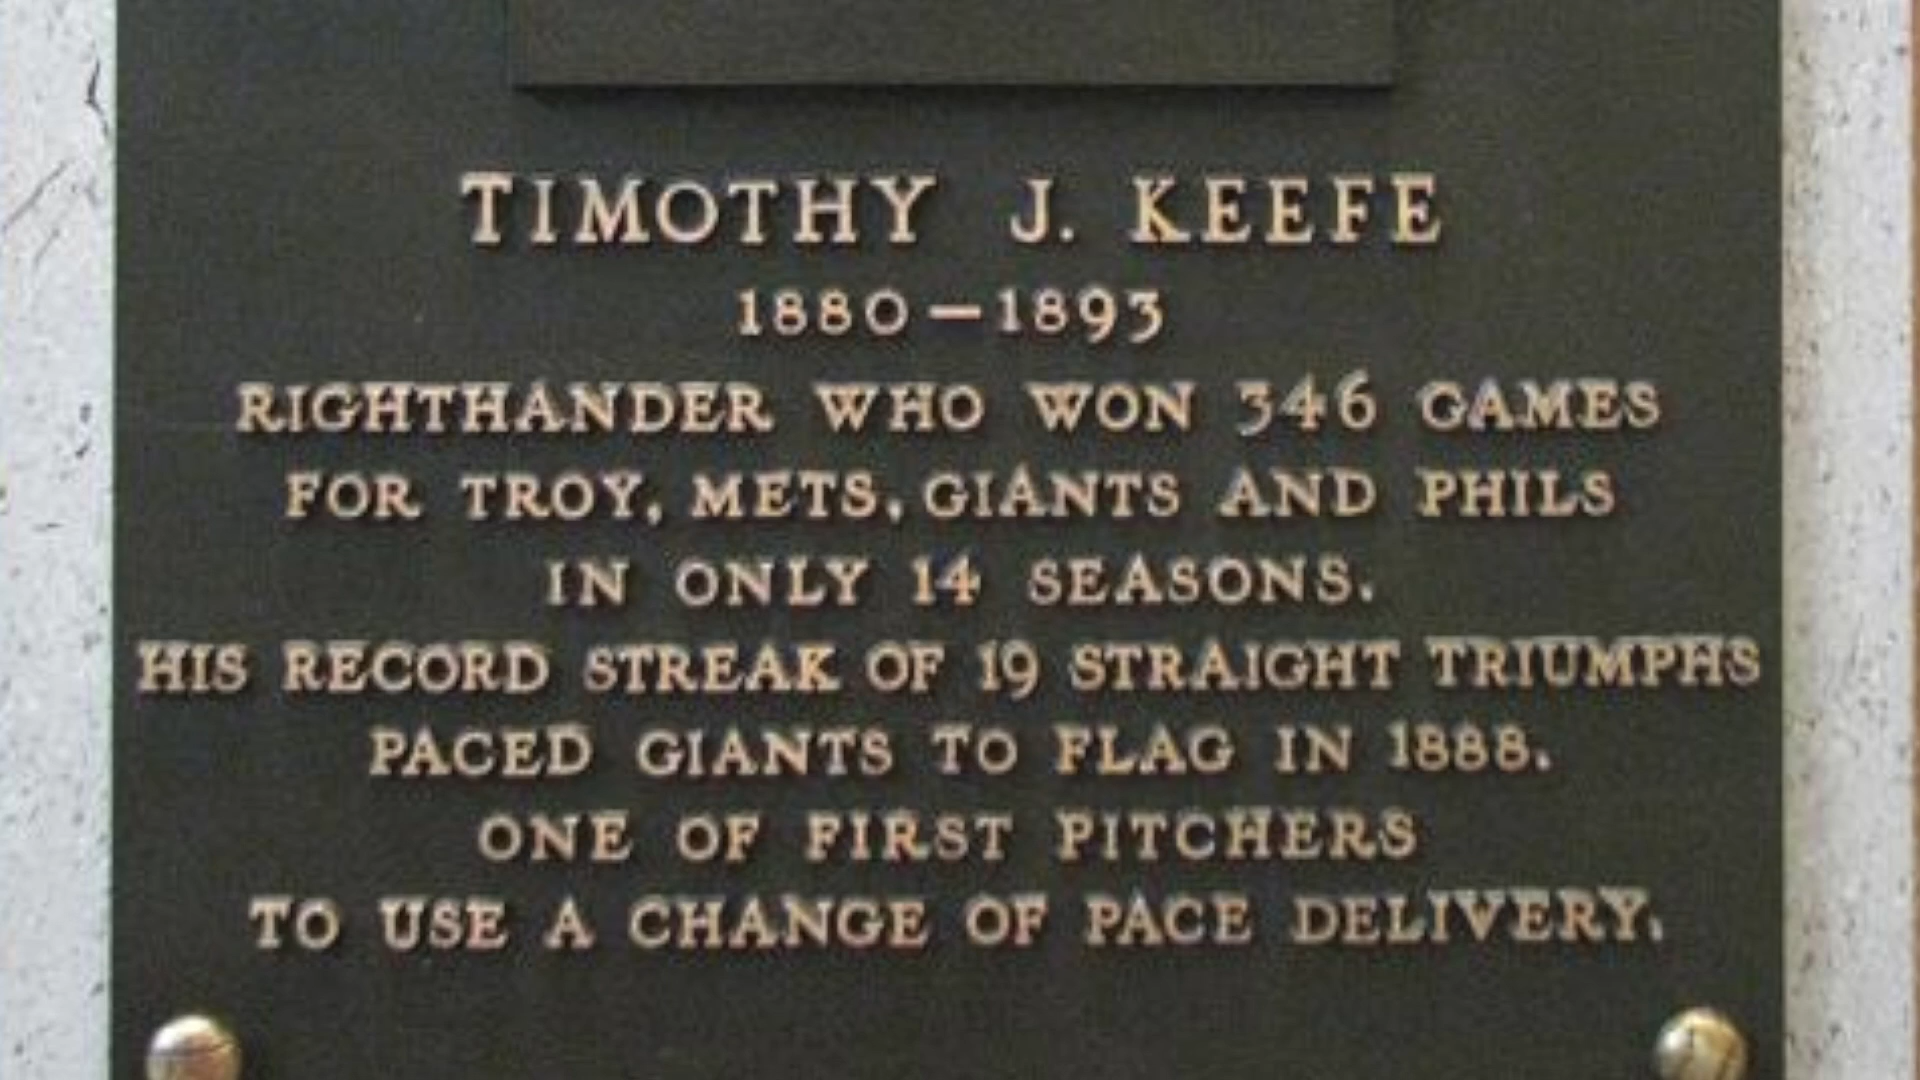 TIMOTHY J. KEEFE
1880–1893
RIGHTHANDER WHO WON 346 GAMES
FOR TROY, METS, GIANTS AND PHILS
IN ONLY 14 SEASONS.
HIS RECORD STREAK OF 19 STRAIGHT TRIUMPHS
PACED GIANTS TO FLAG IN 1888.
ONE OF FIRST PITCHERS
TO USE A CHANGE OF PACE DELIVERY.